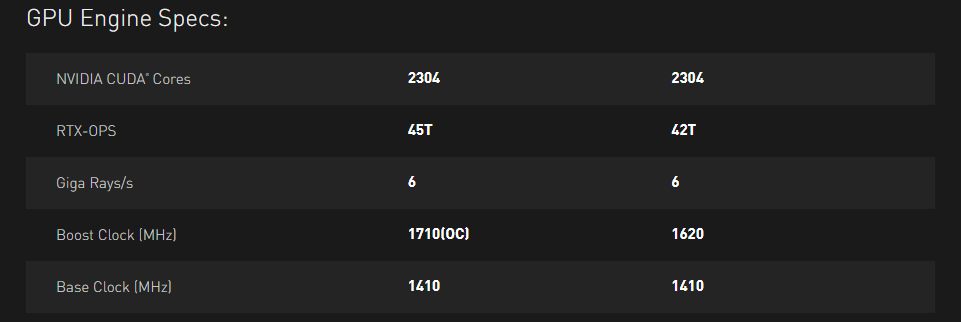 GPU Engine Specs:
NVIDIA CUDA® Cores 2304 2304
RTX-OPS 45T 42T
Giga Rays/s 6 6
Boost Clock (MHz) 1710(OC) 1620
Base Clock (MHz) 1410 1410